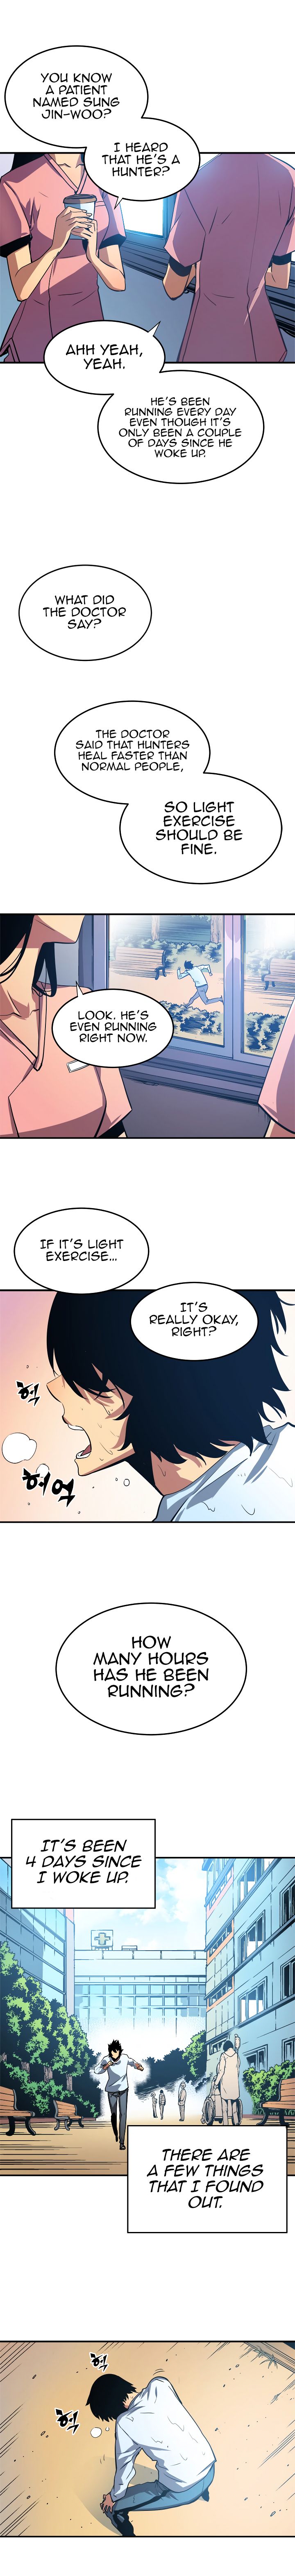 YOU KNOW
A PATIENT
NAMED SUNG
JIN-WOO?
I HEARD
THAT HE'S A
HUNTER?
AHH YEAH,
YEAH.
HE'S BEEN
RUNNING EVERY DAY
EVEN THOUGH IT'S
ONLY BEEN A COUPLE
OF DAYS SINCE HE
WOKE UP.
WHAT DID
THE DOCTOR
SAY?
THE DOCTOR
SAID THAT HUNTERS
HEAL FASTER THAN
NORMAL PEOPLE,
SO LIGHT
EXERCISE
SHOULD BE
FINE.
LOOK. HE'S
EVEN RUNNING
RIGHT NOW.
IF IT'S LIGHT
EXERCISE...
IT'S
REALLY OKAY,
RIGHT?
헉
허억
HOW
MANY HOURS
HAS HE BEEN
RUNNING?
IT'S BEEN
4 DAYS SINCE
I WOKE UP.
THERE ARE
A FEW THINGS
THAT I FOUND
OUT.
헉
헉